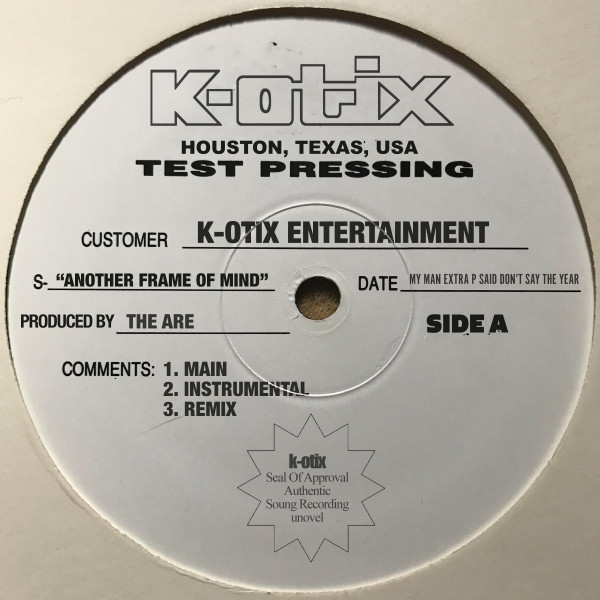 K-otix
HOUSTON, TEXAS, USA
TEST PRESSING
CUSTOMER K-OTIX ENTERTAINMENT
S- "ANOTHER FRAME OF MIND"
DATE MY MAN EXTRA P SAID DON'T SAY THE YEAR
PRODUCED BY THE ARE
SIDE A
COMMENTS: 1. MAIN
2. INSTRUMENTAL
3. REMIX
k-otix
Seal Of Approval
Authentic
Soung Recording
unovel